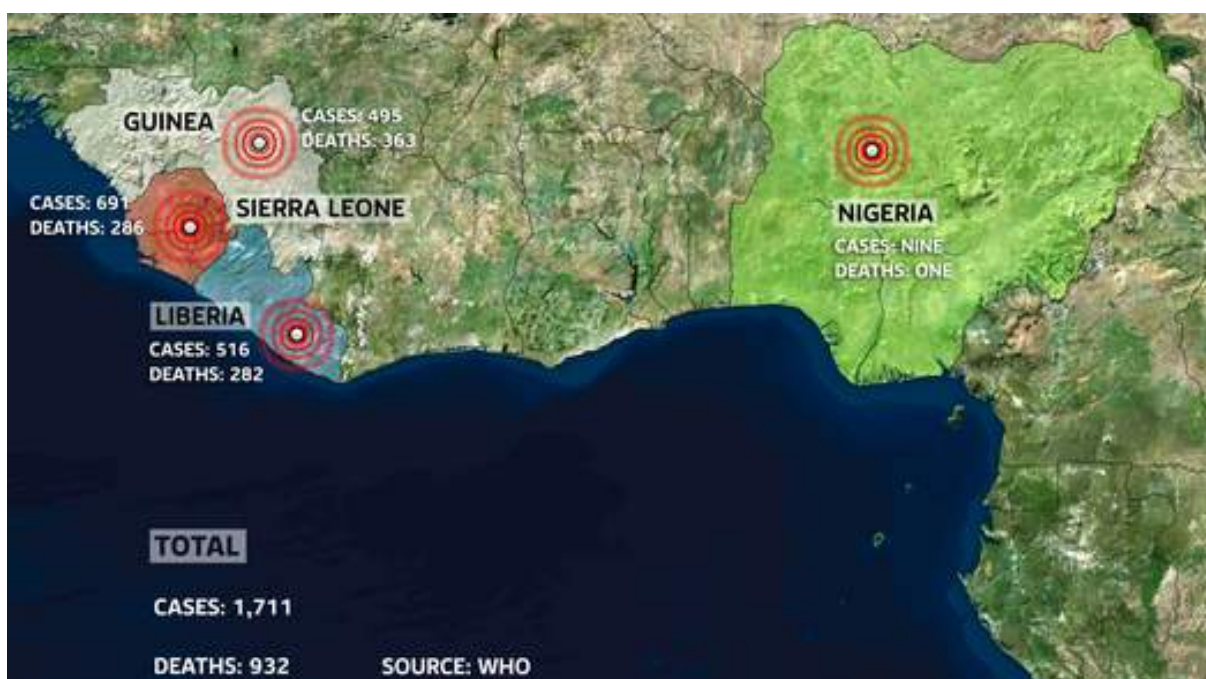 GUINEA
CASES: 495
DEATHS: 363
CASES: 691
DEATHS: 286
SIERRA LEONE
LIBERIA
CASES: 516
DEATHS: 282
NIGERIA
CASES: NINE
DEATHS: ONE
TOTAL
CASES: 1,711
DEATHS: 932
SOURCE: WHO